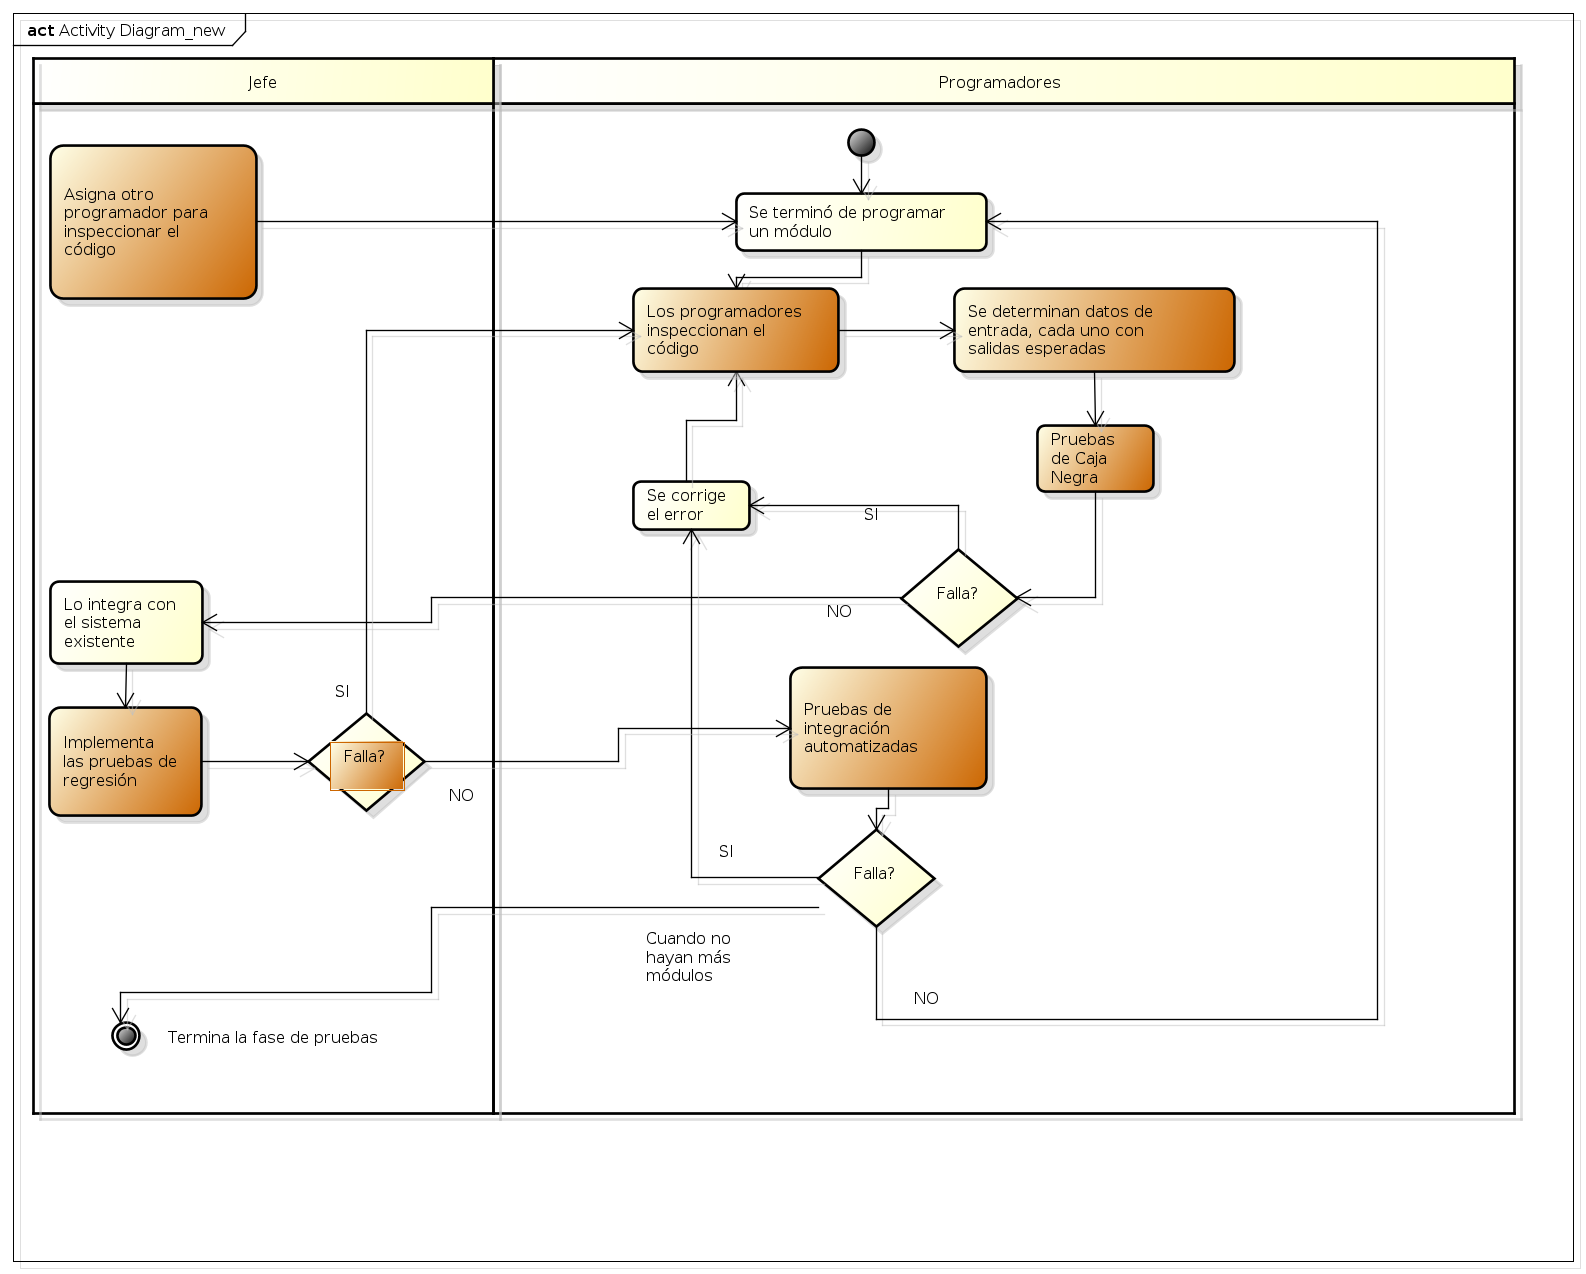 act Activity Diagram_new
Jefe
Programadores
Asigna otro
programador para
inspeccionar el
código
Se terminó de programar
un módulo
Los programadores
inspeccionan el
código
Se determinan datos de
entrada, cada uno con
salidas esperadas
Pruebas
de Caja
Negra
Se corrige
el error
SI
Falla?
NO
Lo integra con
el sistema
existente
SI
Implementa
las pruebas de
regresión
Falla?
NO
Pruebas de
integración
automatizadas
SI
Falla?
Cuando no
hayan más
módulos
NO
Termina la fase de pruebas